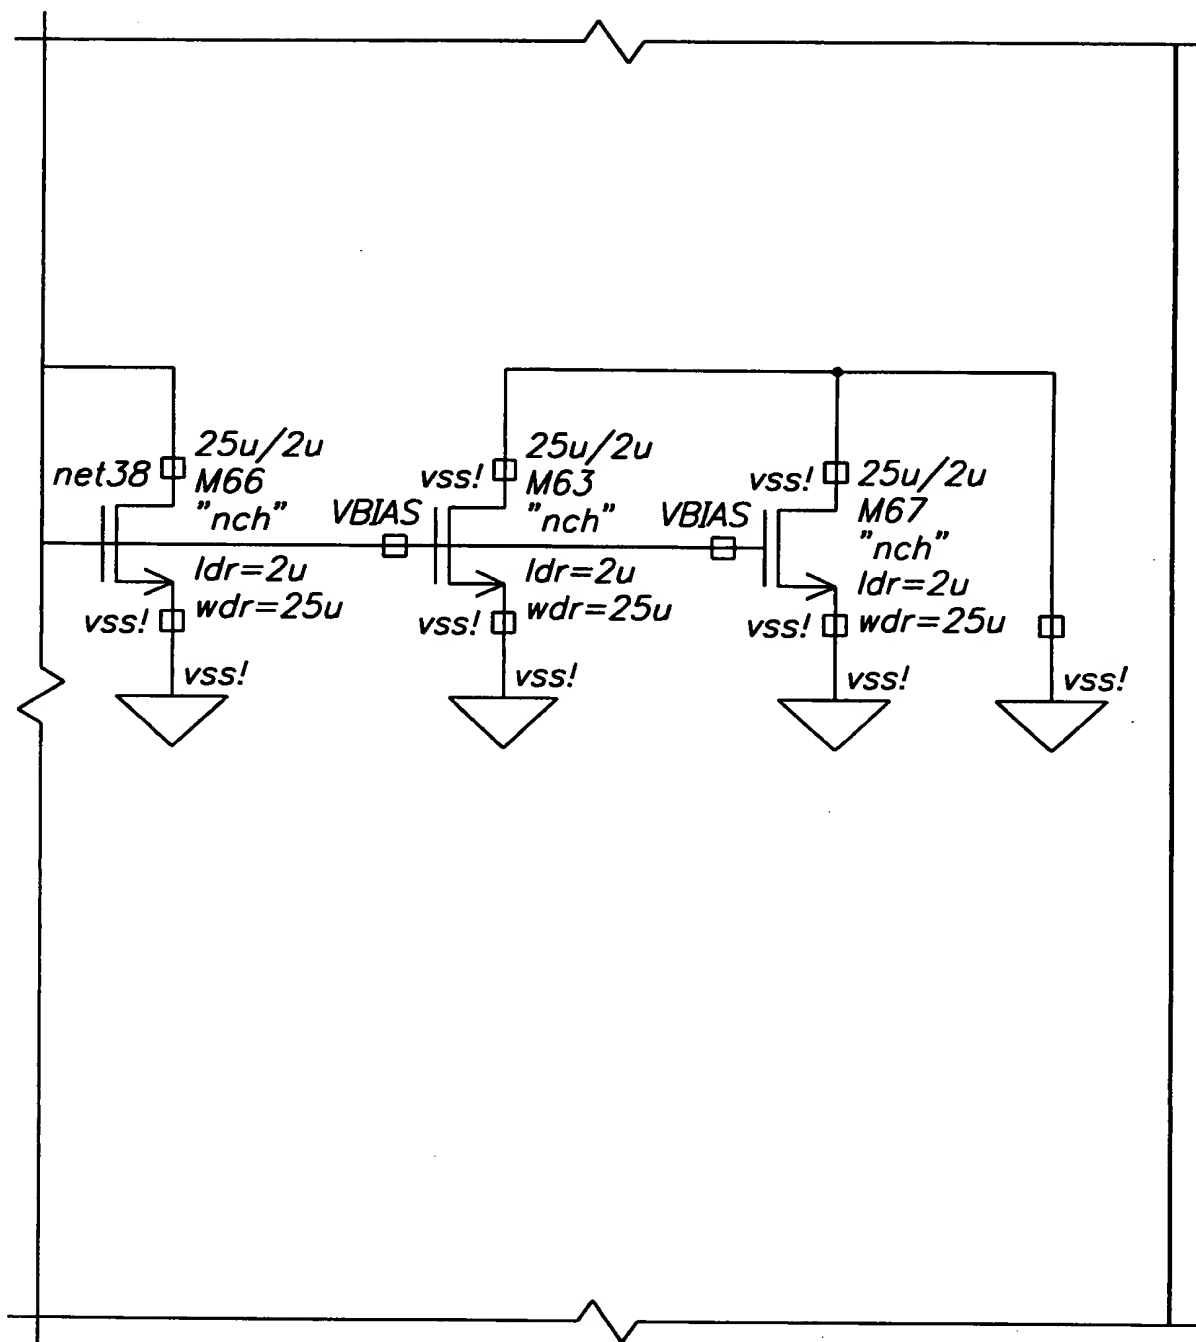 25u/2u
net38
M66
"nch"
ldr=2u
wdr=25u
vss!
vss!
25u/2u
vss!
M63
VBIAS
"nch"
ldr=2u
wdr=25u
vss!
vss!
25u/2u
vss!
M67
VBIAS
"nch"
ldr=2u
wdr=25u
vss!
vss!
vss!